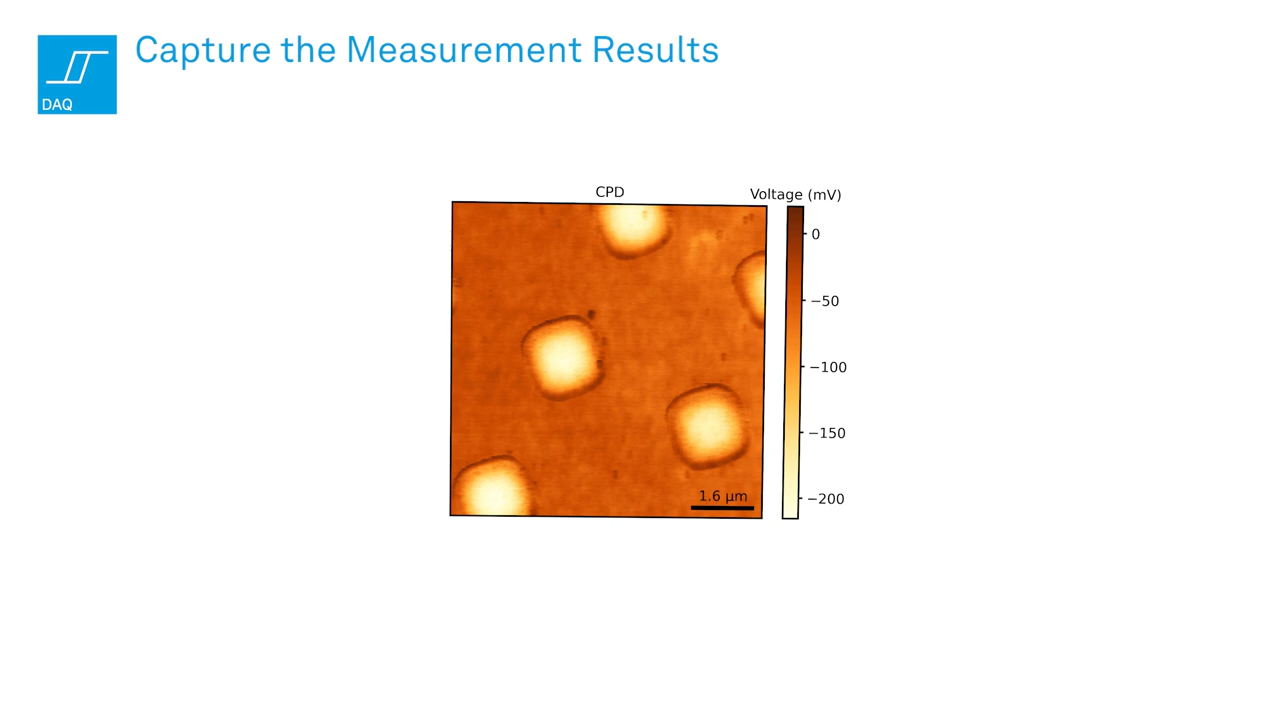 Capture the Measurement Results
DAQ
CPD
Voltage (mV)
0
−50
−100
−150
−200
1.6 μm